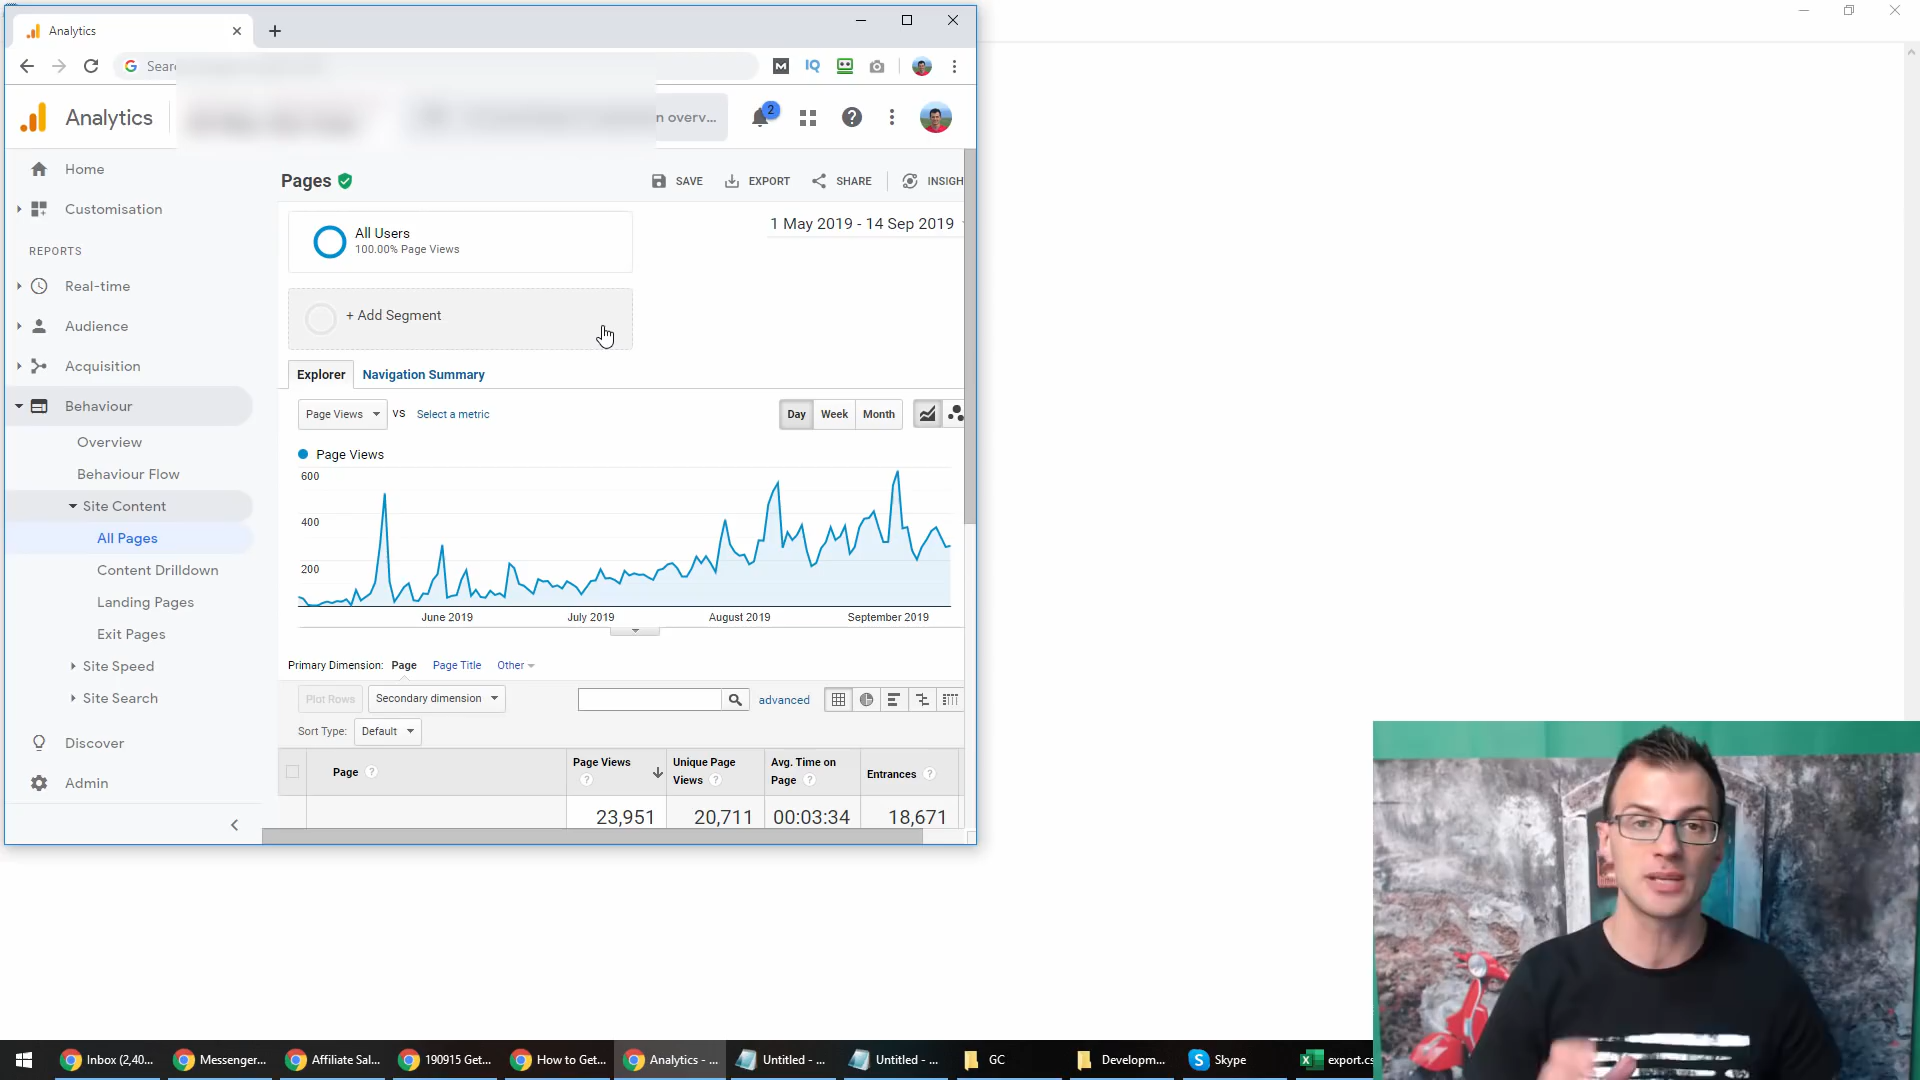 Analytics
Sear
Analytics
n overv...
2
Home
Customisation
REPORTS
Real-time
Audience
Acquisition
Behaviour
Overview
Behaviour Flow
Site Content
All Pages
Content Drilldown
Landing Pages
Exit Pages
Site Speed
Site Search
Discover
Admin
Pages
SAVE
EXPORT
SHARE
INSIGH
All Users
100.00% Page Views
1 May 2019 - 14 Sep 2019
+ Add Segment
Explorer Navigation Summary
Page Views VS Select a metric
Day Week Month
Page Views
600
400
200
June 2019 July 2019 August 2019 September 2019
Primary Dimension: Page Page Title Other
Plot Rows Secondary dimension
advanced
Sort Type: Default
Page ?
Page Views ?
Unique Page Views ?
Avg. Time on Page ?
Entrances ?
23,951 20,711 00:03:34 18,671
Inbox (2,40... Messenger... Affiliate Sal... 190915 Get... How to Get... Analytics - ... Untitled - ... Untitled - ... GC Developm... Skype export.cs